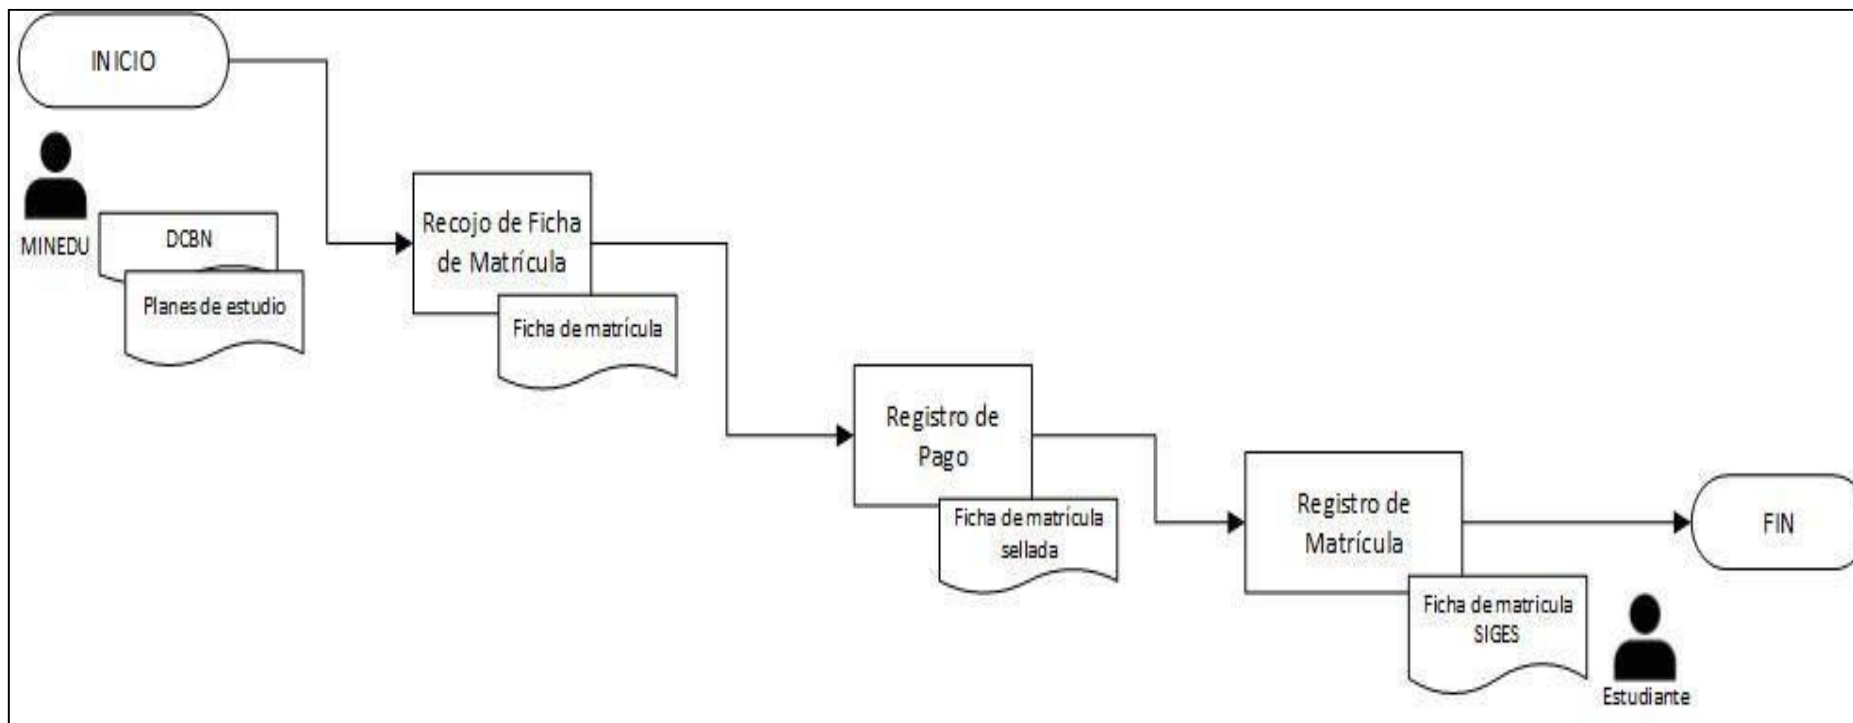 INICIO
MINEDU
DCBN
Planes de estudio
Recojo de Ficha
de Matrícula
Ficha de matrícula
Registro de
Pago
Ficha de matrícula
sellada
Registro de
Matrícula
Ficha de matricula
SIGES
Estudiante
FIN